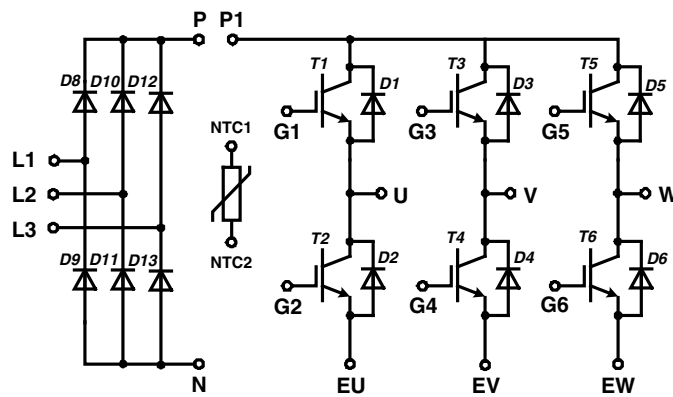 P P1
D8 D10 D12 T1 D1 T3 D3 T5 D5
G1 G3 G5
NTC1
L1
L2 U V W
L3
NTC2
D9 D11 D13 T2 D2 T4 D4 T6 D6
G2 G4 G6
N EU EV EW